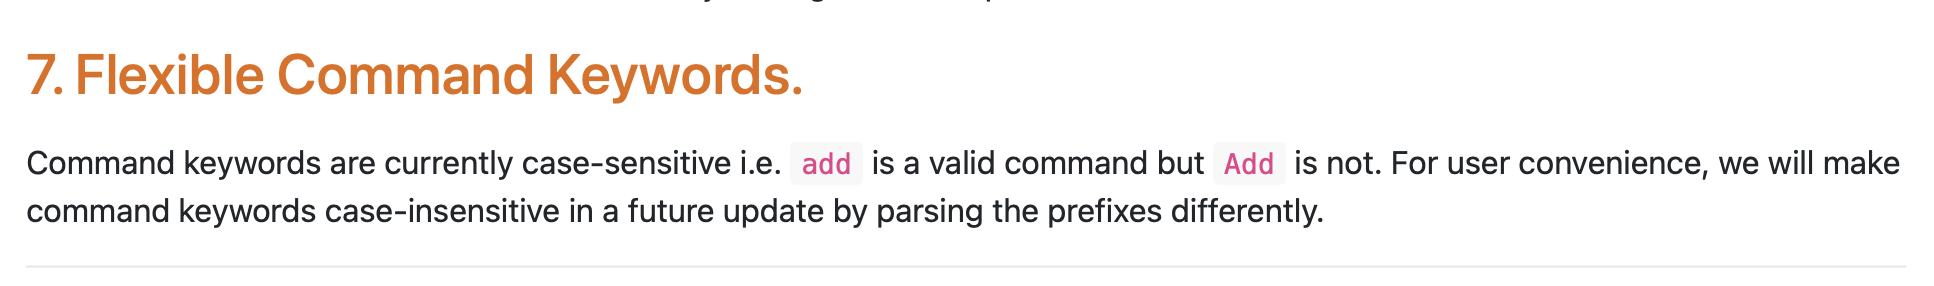 7. Flexible Command Keywords.
Command keywords are currently case-sensitive i.e. add is a valid command but Add is not. For user convenience, we will make
command keywords case-insensitive in a future update by parsing the prefixes differently.